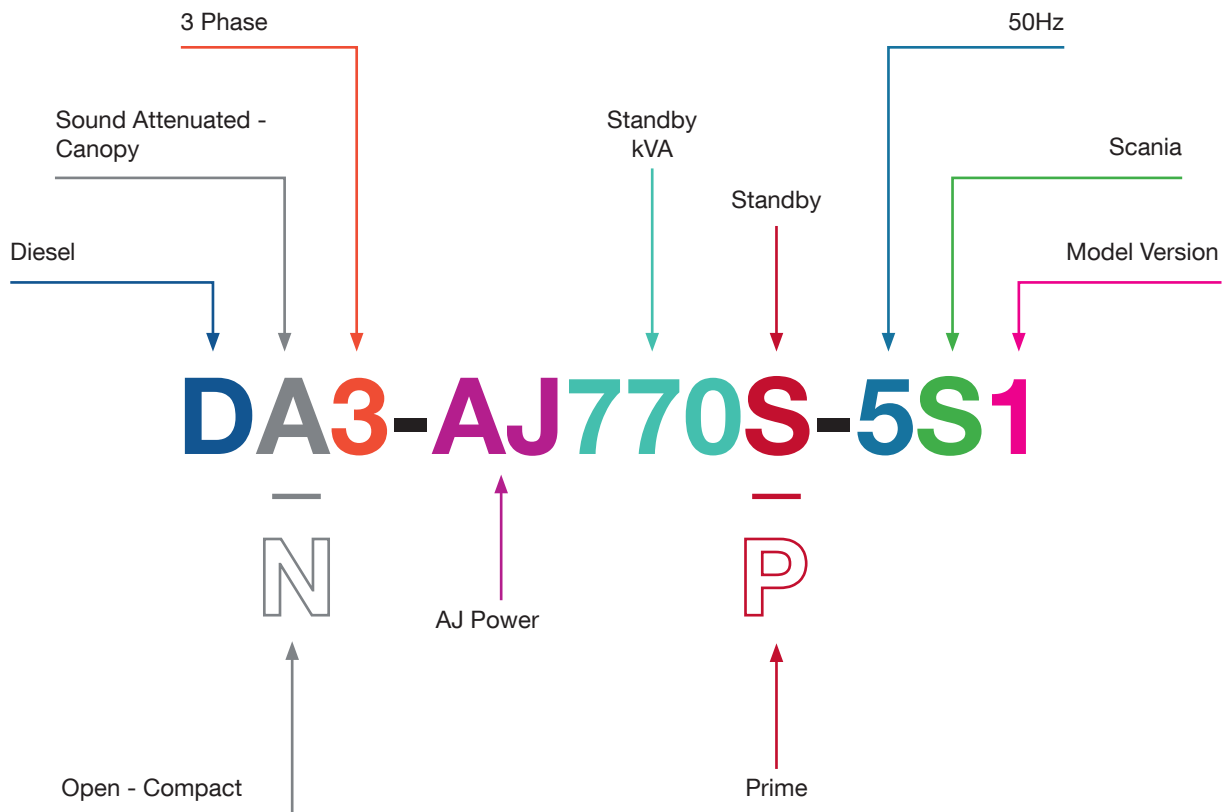 3 Phase
50Hz
Sound Attenuated -
Canopy
Standby
kVA
Scania
Standby
Diesel
Model Version
DA3-AJ770S-5S1
N
P
AJ Power
Open - Compact
Prime